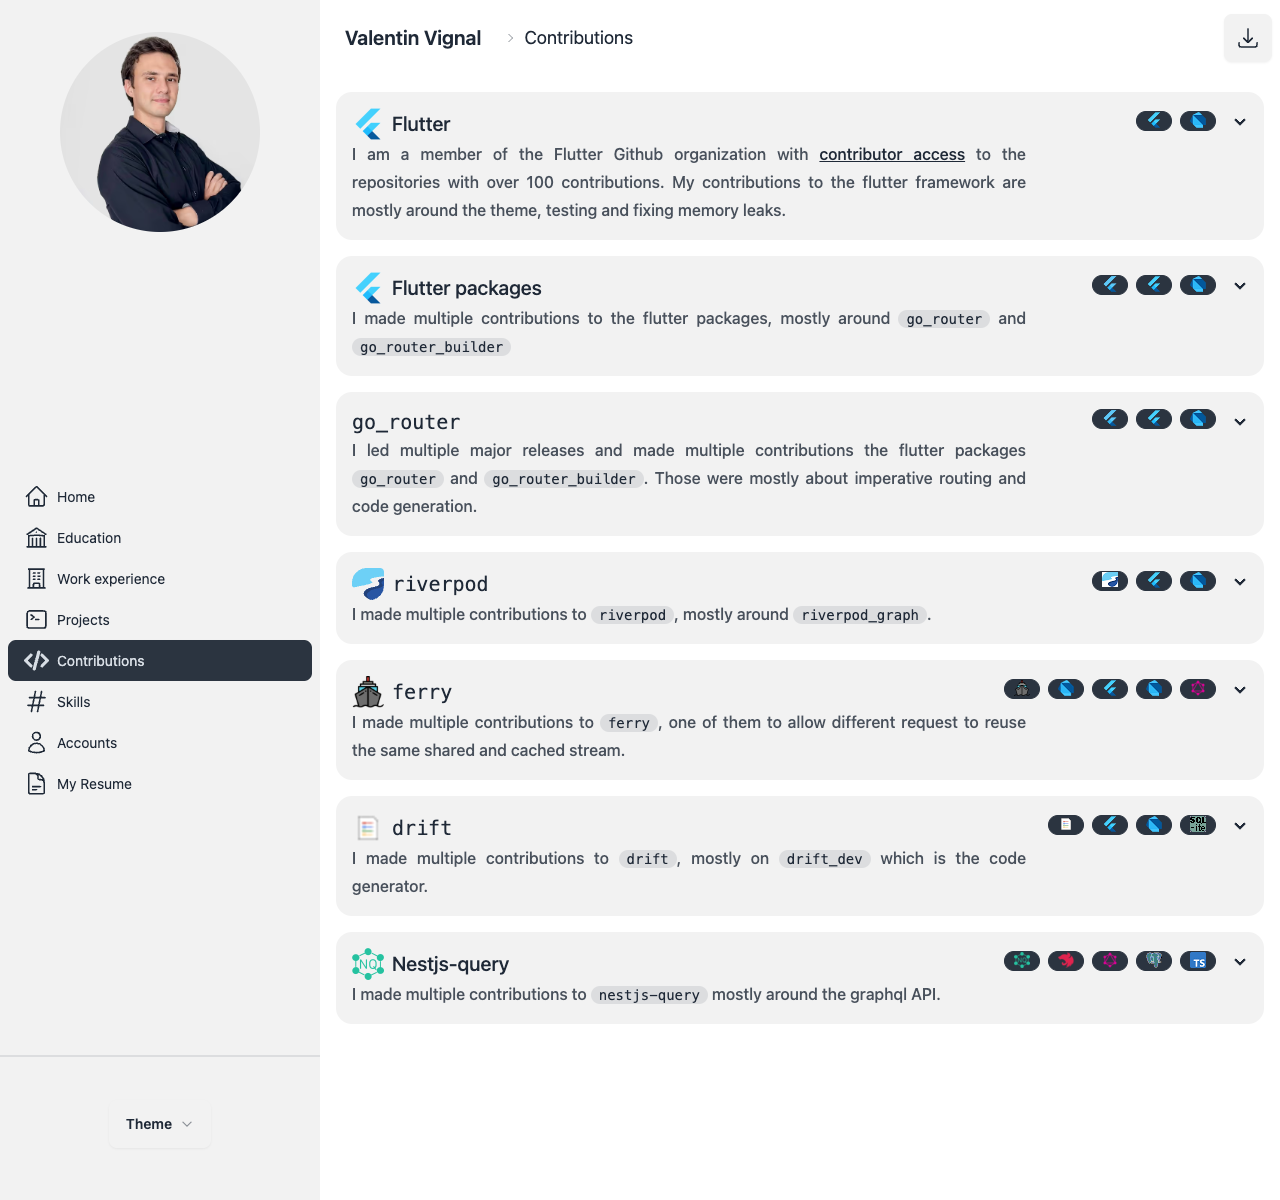 Valentin Vignal
Contributions
Home
Education
Work experience
Projects
Contributions
Skills
Accounts
My Resume
Theme
Flutter
I am a member of the Flutter Github organization with contributor access to the
repositories with over 100 contributions. My contributions to the flutter framework are
mostly around the theme, testing and fixing memory leaks.
Flutter packages
I made multiple contributions to the flutter packages, mostly around go_router and
go_router_builder
go_router
I led multiple major releases and made multiple contributions the flutter packages
go_router and go_router_builder. Those were mostly about imperative routing and
code generation.
riverpod
I made multiple contributions to riverpod, mostly around riverpod_graph.
ferry
I made multiple contributions to ferry, one of them to allow different request to reuse
the same shared and cached stream.
drift
SQL
-ite
I made multiple contributions to drift, mostly on drift_dev which is the code
generator.
NQ
Nestjs-query
TS
I made multiple contributions to nestjs-query mostly around the graphql API.